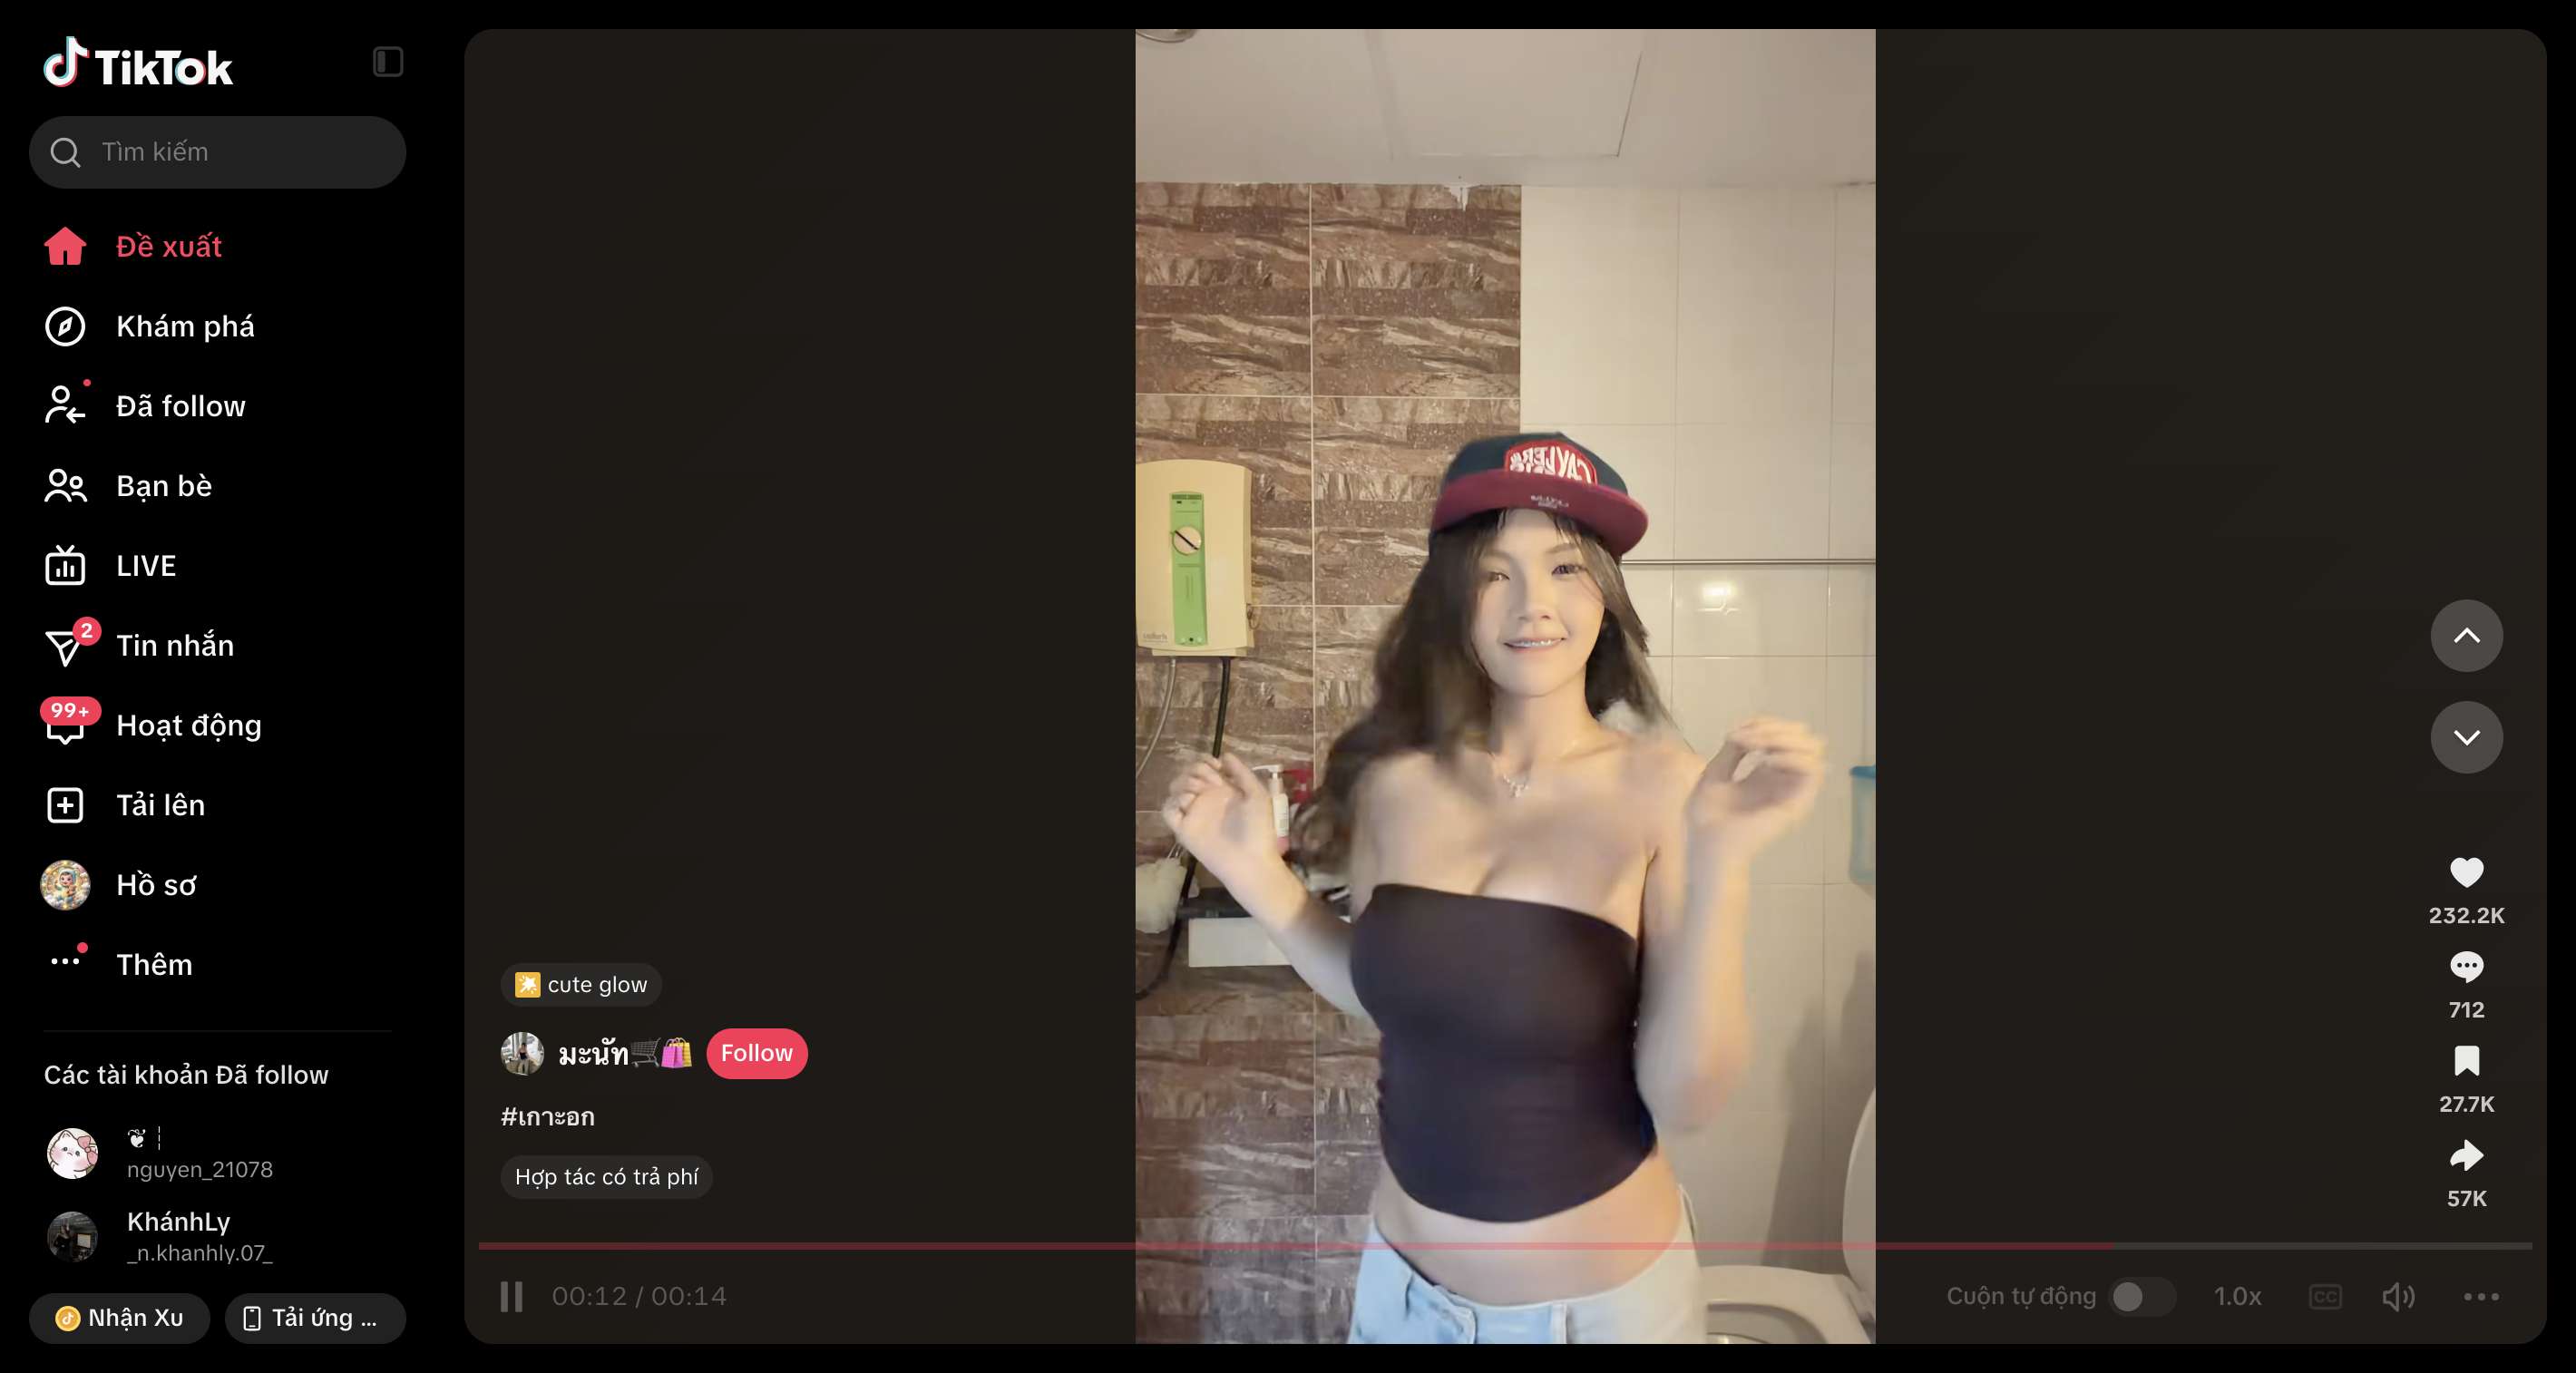 TikTok
Tìm kiếm
Đề xuất
Khám phá
Đã follow
Bạn bè
LIVE
2
Tin nhắn
99+
Hoạt động
Tải lên
Hồ sơ
Thêm
Các tài khoản Đã follow
nguyen_21078
KhánhLy
_n.khanhly.07_
Nhận Xu
Tải ứng ...
cute glow
มะนัท🛒🛍️ Follow
#เกาะอก
Hợp tác có trả phí
00:12 / 00:14
232.2K
712
27.7K
57K
Cuộn tự động
1.0x
CC